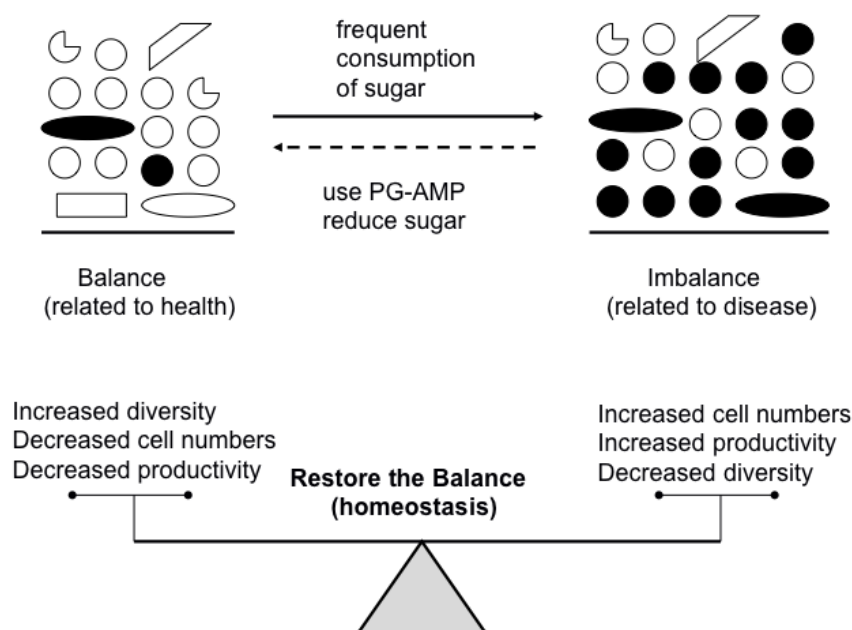 frequent
consumption
of sugar
use PG-AMP
reduce sugar
Balance
(related to health)
Imbalance
(related to disease)
Increased diversity
Decreased cell numbers
Decreased productivity
Restore the Balance
(homeostasis)
Increased cell numbers
Increased productivity
Decreased diversity